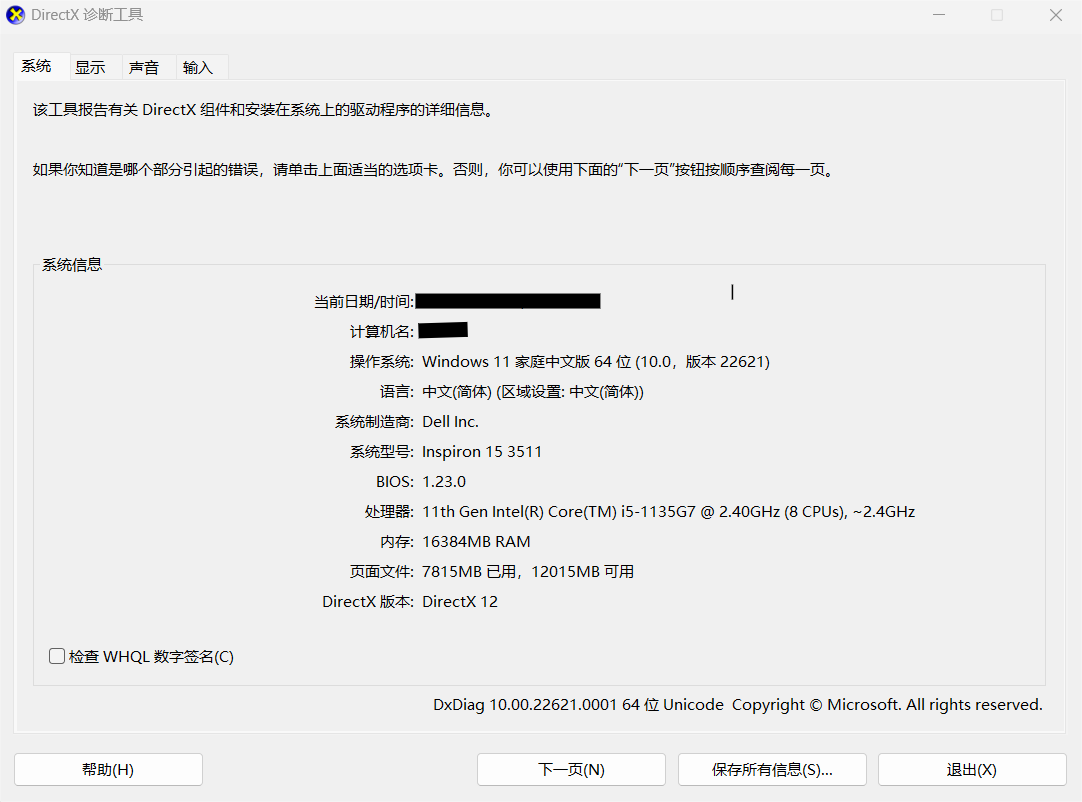 DirectX 诊断工具
系统 显示 声音 输入
该工具报告有关 DirectX 组件和安装在系统上的驱动程序的详细信息。
如果你知道是哪个部分引起的错误，请单击上面适当的选项卡。否则，你可以使用下面的“下一页”按钮按顺序查阅每一页。
系统信息
当前日期/时间:
计算机名:
操作系统: Windows 11 家庭中文版 64 位 (10.0，版本 22621)
语言: 中文(简体) (区域设置: 中文(简体))
系统制造商: Dell Inc.
系统型号: Inspiron 15 3511
BIOS: 1.23.0
处理器: 11th Gen Intel(R) Core(TM) i5-1135G7 @ 2.40GHz (8 CPUs), ~2.4GHz
内存: 16384MB RAM
页面文件: 7815MB 已用，12015MB 可用
DirectX 版本: DirectX 12
检查 WHQL 数字签名(C)
DxDiag 10.00.22621.0001 64 位 Unicode Copyright © Microsoft. All rights reserved.
帮助(H) 下一页(N) 保存所有信息(S)... 退出(X)